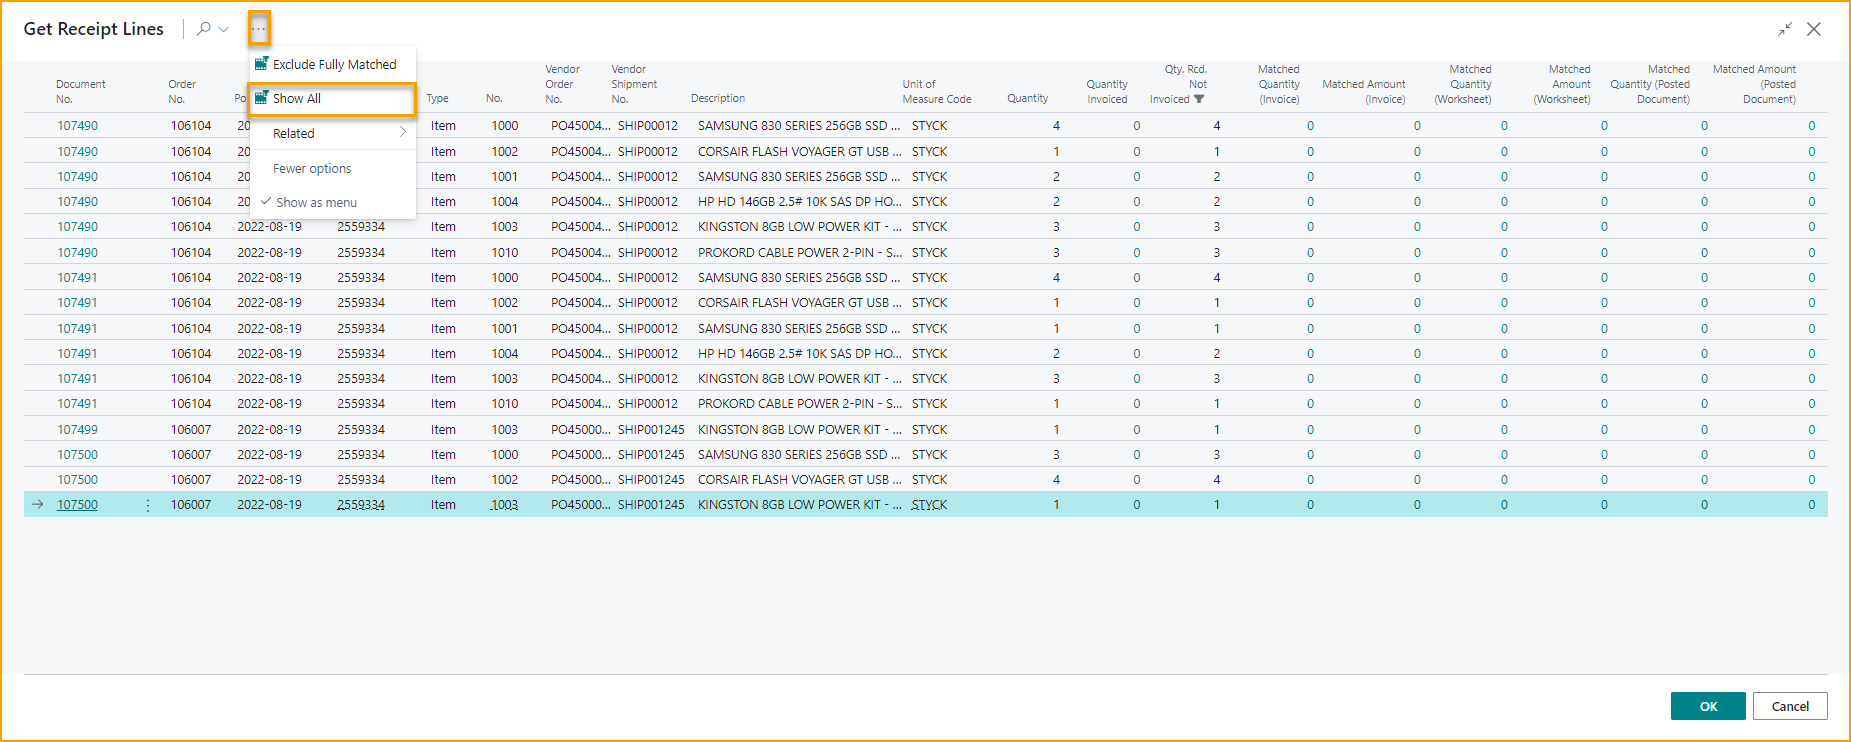 Get Receipt Lines
...
Exclude Fully Matched
Show All
Related
Fewer options
Show as menu
Document No. Order No. Po Type No. Vendor Order No. Vendor Shipment No. Description Unit of Measure Code Quantity Quantity Invoiced Qty. Rcd. Not Invoiced Matched Quantity (Invoice) Matched Amount (Invoice) Matched Quantity (Worksheet) Matched Amount (Worksheet) Matched Quantity (Posted Document) Matched Amount (Posted Document)
107490 106104 20 Item 1000 PO45004... SHIP00012 SAMSUNG 830 SERIES 256GB SSD ... STYCK 4 0 4 0 0 0 0 0 0
107490 106104 20 Item 1002 PO45004... SHIP00012 CORSAIR FLASH VOYAGER GT USB ... STYCK 1 0 1 0 0 0 0 0 0
107490 106104 20 Item 1001 PO45004... SHIP00012 SAMSUNG 830 SERIES 256GB SSD ... STYCK 2 0 2 0 0 0 0 0 0
107490 106104 20 Item 1004 PO45004... SHIP00012 HP HD 146GB 2.5# 10K SAS DP HO... STYCK 2 0 2 0 0 0 0 0 0
107490 106104 2022-08-19 2559334 Item 1003 PO45004... SHIP00012 KINGSTON 8GB LOW POWER KIT - ... STYCK 3 0 3 0 0 0 0 0 0
107490 106104 2022-08-19 2559334 Item 1010 PO45004... SHIP00012 PROKORD CABLE POWER 2-PIN - S... STYCK 3 0 3 0 0 0 0 0 0
107491 106104 2022-08-19 2559334 Item 1000 PO45004... SHIP00012 SAMSUNG 830 SERIES 256GB SSD ... STYCK 4 0 4 0 0 0 0 0 0
107491 106104 2022-08-19 2559334 Item 1002 PO45004... SHIP00012 CORSAIR FLASH VOYAGER GT USB ... STYCK 1 0 1 0 0 0 0 0 0
107491 106104 2022-08-19 2559334 Item 1001 PO45004... SHIP00012 SAMSUNG 830 SERIES 256GB SSD ... STYCK 1 0 1 0 0 0 0 0 0
107491 106104 2022-08-19 2559334 Item 1004 PO45004... SHIP00012 HP HD 146GB 2.5# 10K SAS DP HO... STYCK 2 0 2 0 0 0 0 0 0
107491 106104 2022-08-19 2559334 Item 1003 PO45004... SHIP00012 KINGSTON 8GB LOW POWER KIT - ... STYCK 3 0 3 0 0 0 0 0 0
107491 106104 2022-08-19 2559334 Item 1010 PO45004... SHIP00012 PROKORD CABLE POWER 2-PIN - S... STYCK 1 0 1 0 0 0 0 0 0
107499 106007 2022-08-19 2559334 Item 1003 PO45000... SHIP001245 KINGSTON 8GB LOW POWER KIT - ... STYCK 1 0 1 0 0 0 0 0 0
107500 106007 2022-08-19 2559334 Item 1000 PO45000... SHIP001245 SAMSUNG 830 SERIES 256GB SSD ... STYCK 3 0 3 0 0 0 0 0 0
107500 106007 2022-08-19 2559334 Item 1002 PO45000... SHIP001245 CORSAIR FLASH VOYAGER GT USB ... STYCK 4 0 4 0 0 0 0 0 0
107500 106007 2022-08-19 2559334 Item 1003 PO45000... SHIP001245 KINGSTON 8GB LOW POWER KIT - ... STYCK 1 0 1 0 0 0 0 0 0
OK
Cancel